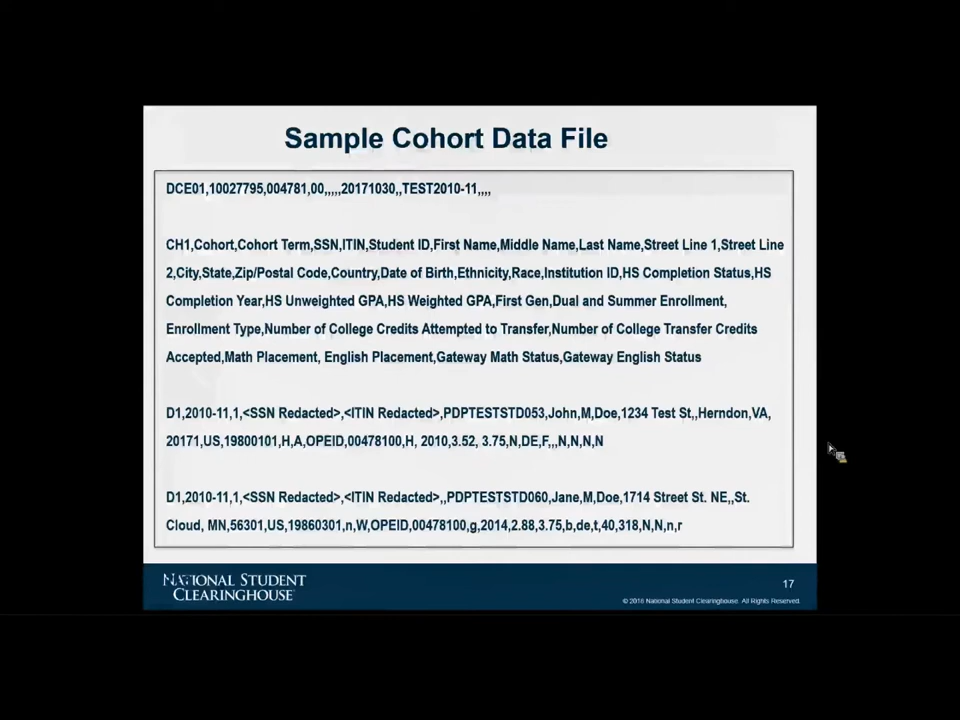 Sample Cohort Data File
DCE01,10027795,004781,00,,,,,20171030,,TEST2010-11,,,,
CH1,Cohort,Cohort Term,SSN,ITIN,Student ID,First Name,Middle Name,Last Name,Street Line 1,Street Line
2,City,State,Zip/Postal Code,Country,Date of Birth,Ethnicity,Race,Institution ID,HS Completion Status,HS
Completion Year,HS Unweighted GPA,HS Weighted GPA,First Gen,Dual and Summer Enrollment,
Enrollment Type,Number of College Credits Attempted to Transfer,Number of College Transfer Credits
Accepted,Math Placement, English Placement,Gateway Math Status,Gateway English Status
D1,2010-11,1,<SSN Redacted>,<ITIN Redacted>,PDPTESTSTD053,John,M,Doe,1234 Test St,,Herndon,VA,
20171,US,19800101,H,A,OPEID,00478100,H, 2010,3.52, 3.75,N,DE,F,,,N,N,N,N
D1,2010-11,1,<SSN Redacted>,<ITIN Redacted>,,PDPTESTSTD060,Jane,M,Doe,1714 Street St. NE,,St.
Cloud, MN,56301,US,19860301,n,W,OPEID,00478100,g,2014,2.88,3.75,b,de,t,40,318,N,N,n,r
NATIONAL STUDENT
CLEARINGHOUSE
17
© 2018 National Student Clearinghouse. All Rights Reserved.